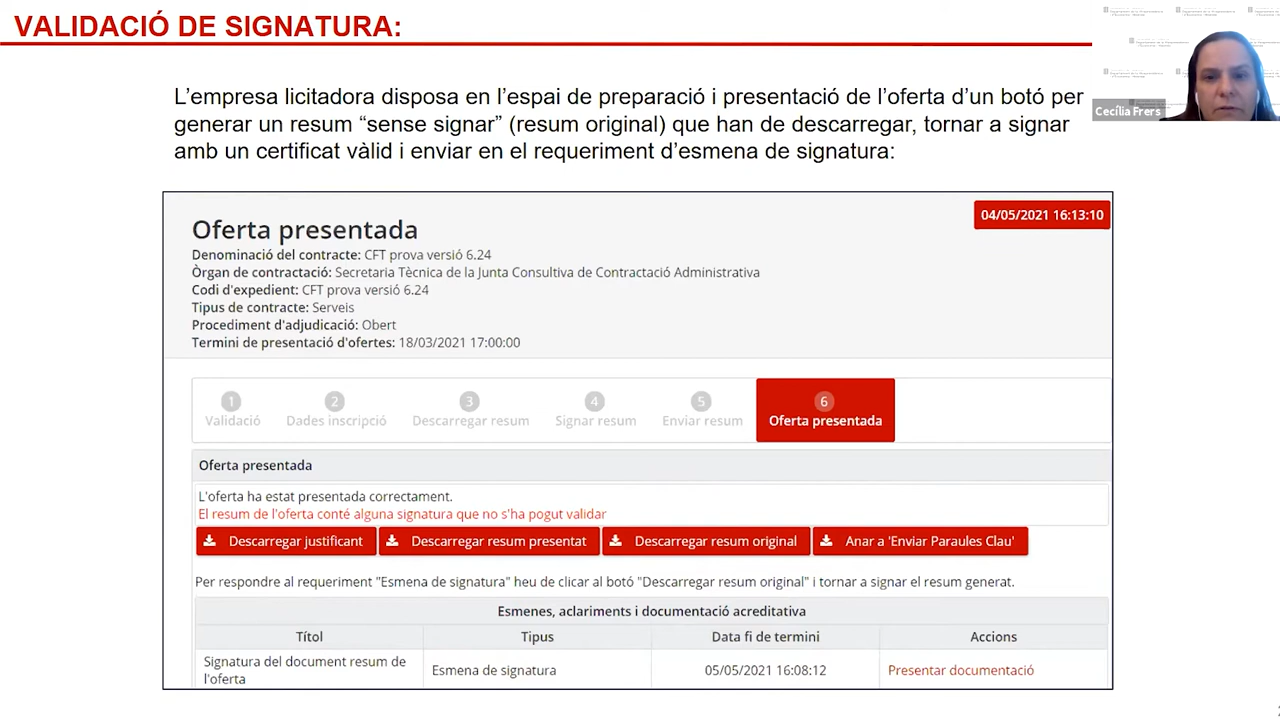 VALIDACIÓ DE SIGNATURA:
L'empresa licitadora disposa en l'espai de preparació i presentació de l'oferta d'un botó per
generar un resum “sense signar” (resum original) que han de descarregar, tornar a signar
amb un certificat vàlid i enviar en el requeriment d'esmena de signatura:
Cecília Frers
04/05/2021 16:13:10
Oferta presentada
Denominació del contracte: CFT prova versió 6.24
Òrgan de contractació: Secretaria Tècnica de la Junta Consultiva de Contractació Administrativa
Codi d'expedient: CFT prova versió 6.24
Tipus de contracte: Serveis
Procediment d'adjudicació: Obert
Termini de presentació d'ofertes: 18/03/2021 17:00:00
1 2 3 4 5 6
Validació Dades inscripció Descarregar resum Signar resum Enviar resum Oferta presentada
Oferta presentada
L'oferta ha estat presentada correctament.
El resum de l'oferta conté alguna signatura que no s'ha pogut validar
Descarregar justificant Descarregar resum presentat Descarregar resum original Anar a 'Enviar Paraules Clau'
Per respondre al requeriment "Esmena de signatura" heu de clicar al botó "Descarregar resum original" i tornar a signar el resum generat.
Esmenes, aclariments i documentació acreditativa
Títol Tipus Data fi de termini Accions
Signatura del document resum de
l'oferta Esmena de signatura 05/05/2021 16:08:12 Presentar documentació